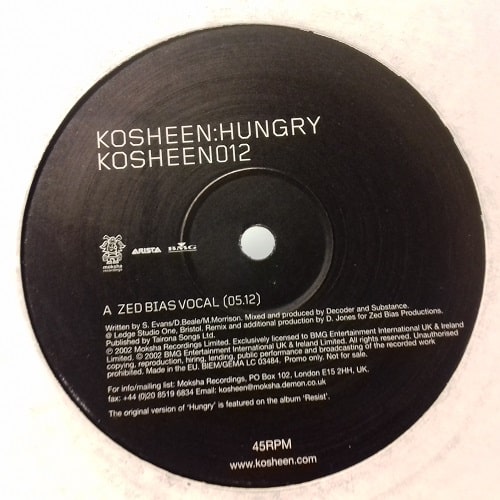 KOSHEEN:HUNGRY
KOSHEEN012
moksha
recordings
ARISTA
BMG
A ZED BIAS VOCAL (05.12)
Written by S. Evans/D.Beale/M.Morrison. Mixed and produced by Decoder and Substance.
@ Ledge Studio One, Bristol. Remix and additional production by D. Jones for Zed Bias Productions.
Published by Tairona Songs Ltd.
℗ 2002 Moksha Recordings Limited. Exclusively licensed to BMG Entertainment International UK & Ireland
Limited. © 2002 BMG Entertainment International UK & Ireland Limited. All rights reserved. Unauthorised
copying, reproduction, hiring, lending, public performance and broadcasting of the recorded work
prohibited. Made in the EU. BIEM/GEMA LC 03484. Promo only. Not for sale.
For info/mailing list: Moksha Recordings, PO Box 102, London E15 2HH, UK.
fax: +44 (0)20 8519 6834 Email: kosheen@moksha.demon.co.uk
The original version of 'Hungry' is featured on the album 'Resist'.
45RPM
www.kosheen.com